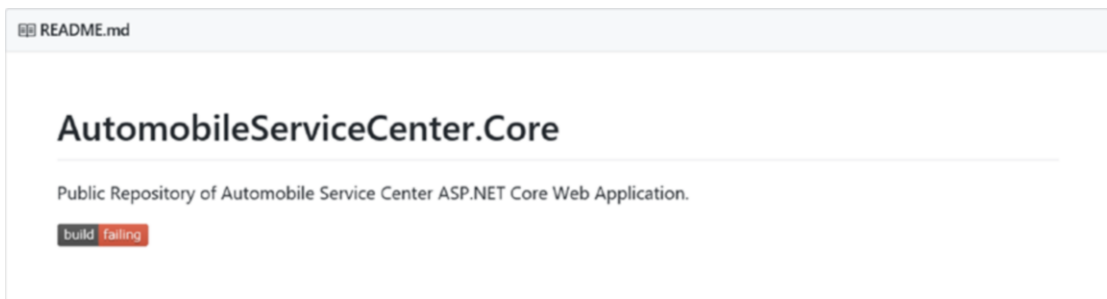 README.md
AutomobileServiceCenter.Core
Public Repository of Automobile Service Center ASP.NET Core Web Application.
build failing